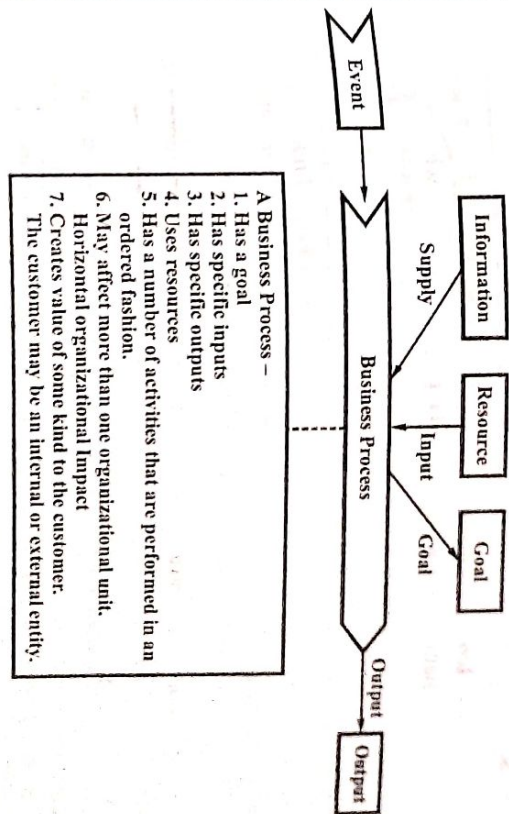 Information
Resource
Goal
Supply
Input
Goal
Event
Business Process
Output
Output
A Business Process –
1. Has a goal
2. Has specific inputs
3. Has specific outputs
4. Uses resources
5. Has a number of activities that are performed in an
ordered fashion.
6. May affect more than one organizational unit.
Horizontal organizational Impact
7. Creates value of some kind to the customer.
The customer may be an internal or external entity.